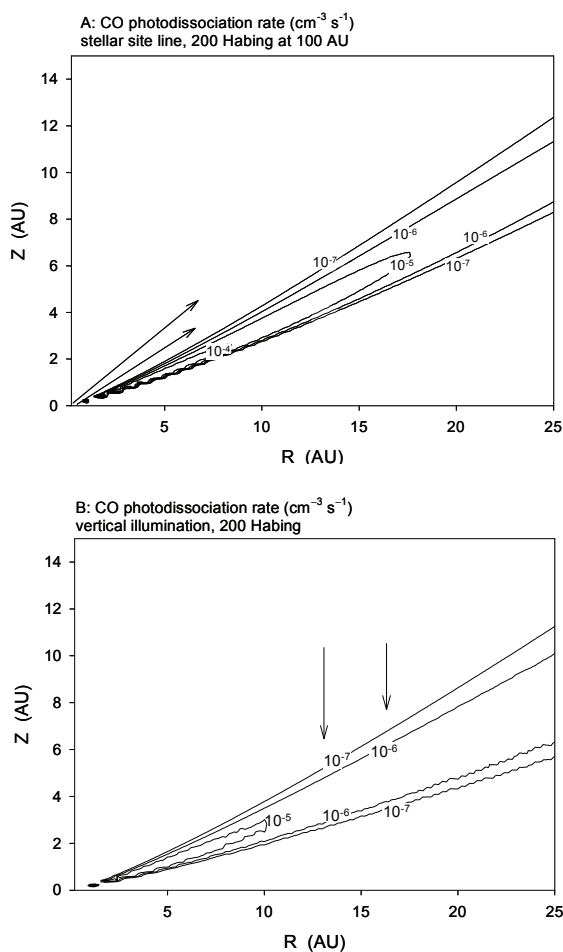 A: CO photodissociation rate (cm⁻³ s⁻¹)
stellar site line, 200 Habing at 100 AU
14
12
10
8
6
4
2
0
Z (AU)
10⁻⁷
10⁻⁶
10⁻⁵
10⁻⁴
10⁻⁶
10⁻⁷
5 10 15 20 25
R (AU)
B: CO photodissociation rate (cm⁻³ s⁻¹)
vertical illumination, 200 Habing
14
12
10
8
6
4
2
0
Z (AU)
10⁻⁷
10⁻⁶
10⁻⁵
10⁻⁶
10⁻⁷
5 10 15 20 25
R (AU)